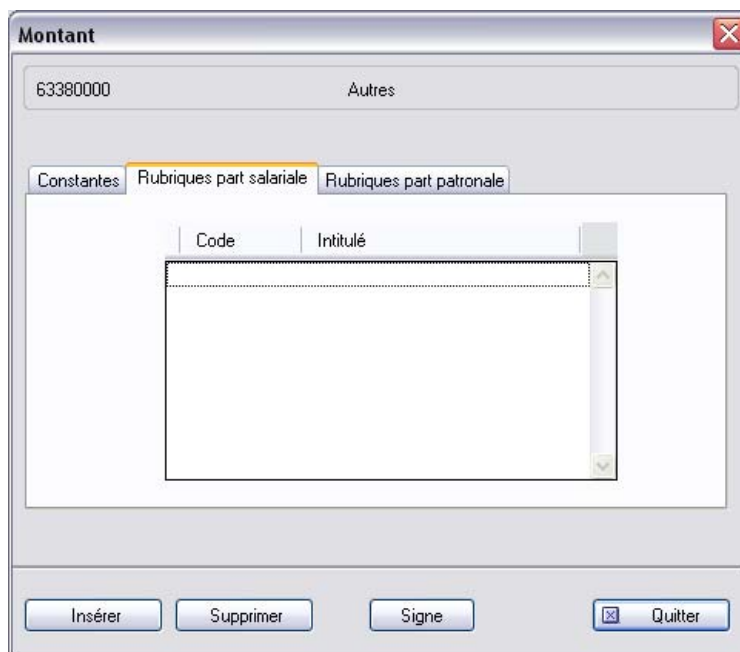 Montant
63380000 Autres
Constantes Rubriques part salariale Rubriques part patronale
Code Intitulé
Insérer Supprimer Signe Quitter